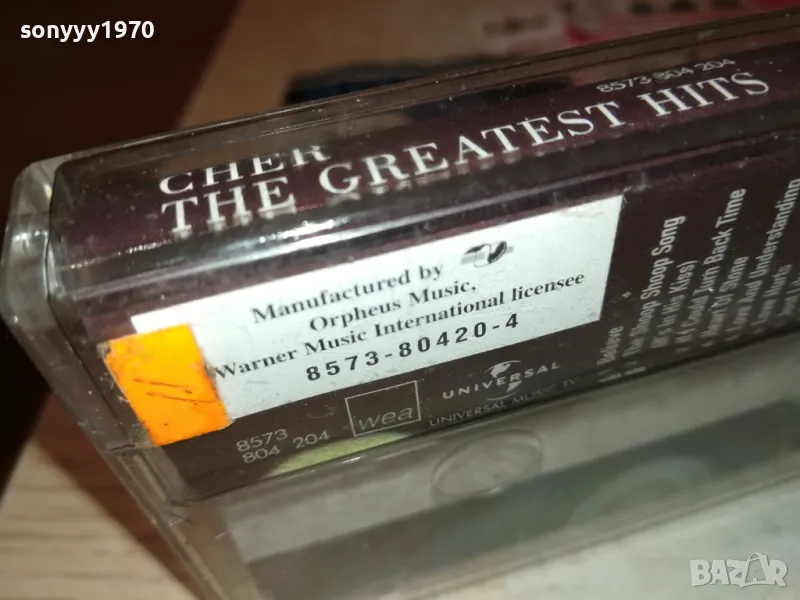 sonyyy1970
8573 804 204
CHER
THE GREATEST HITS
Manufactured by
Orpheus Music,
Warner Music International licensee
8573-80420-4
8573
804 204
wea
UNIVERSAL
UNIVERSAL MUSIC TV
Believe
The Shoop Shoop Song
(It's In His Kiss)
If I Could Turn Back Time
Heart Of Stone
Love And Understanding
BAZAR